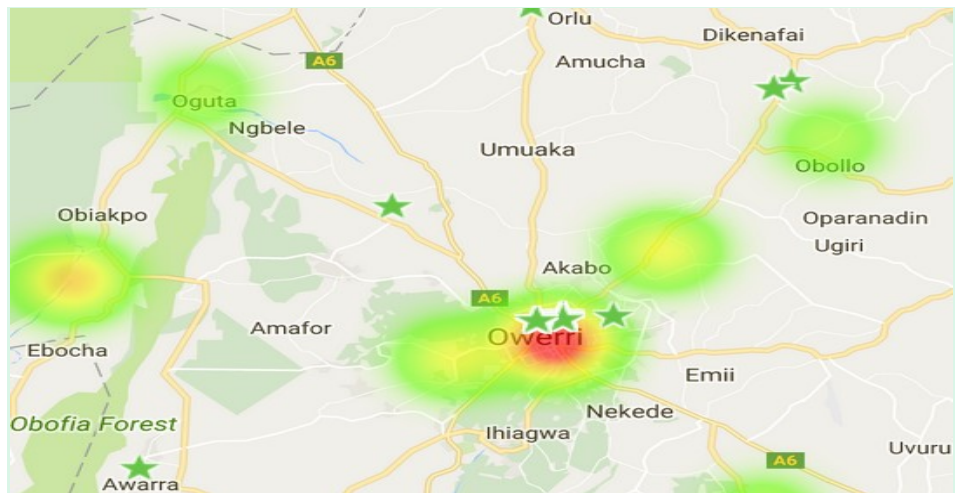 Orlu
Dikenafai
A6
Amucha
Oguta
Ngbele
Umuaka
Obollo
Obiakpo
Oparanadin
Ugiri
Akabo
A6
Amafor
Owerri
Ebocha
Emii
Nekede
Obofia Forest
Ihiagwa
Uvuru
A6
Awarra